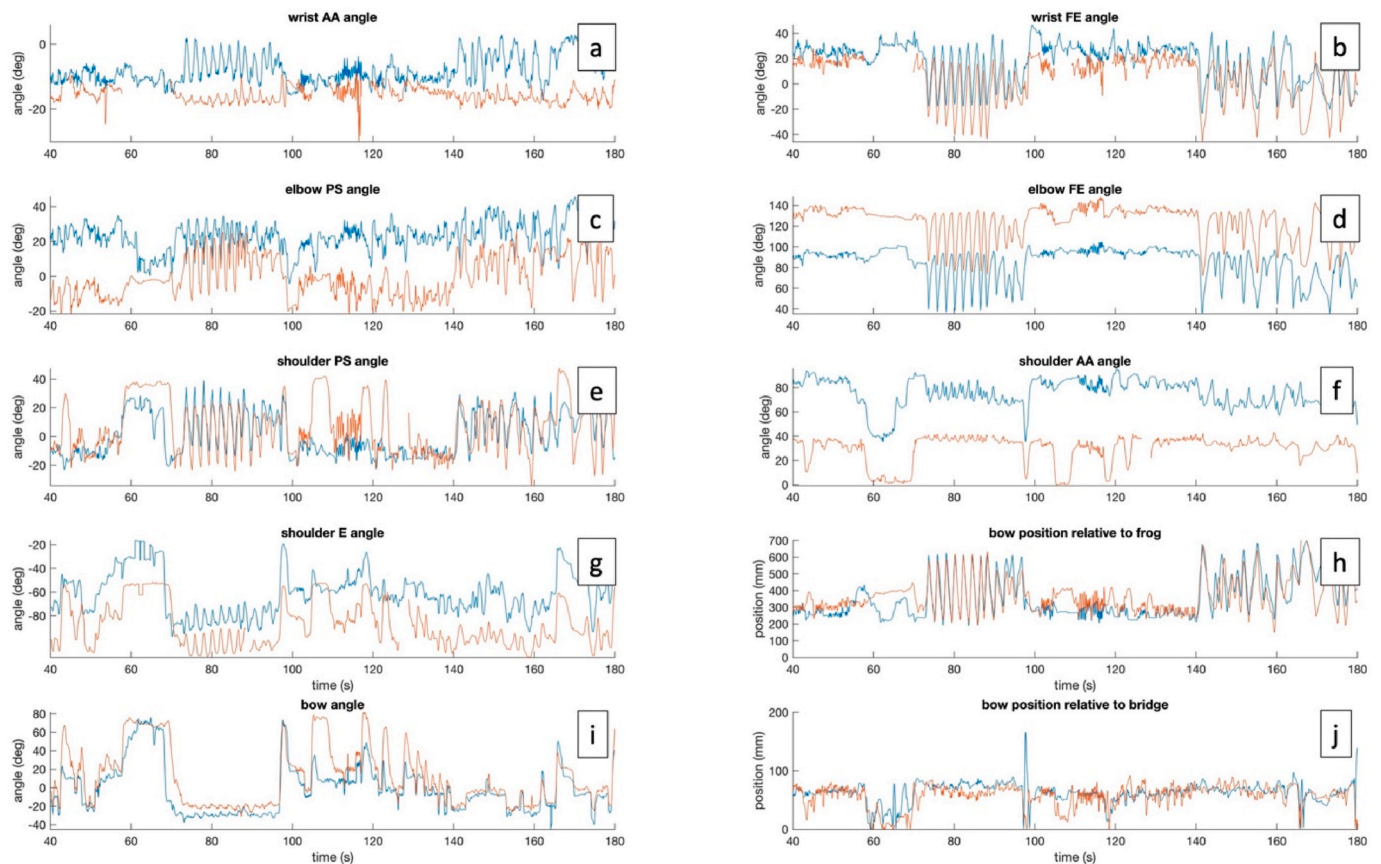 wrist AA angle
a
angle (deg)
0
-20
40 60 80 100 120 140 160 180
wrist FE angle
b
angle (deg)
40
20
0
-20
-40
40 60 80 100 120 140 160 180
elbow PS angle
c
angle (deg)
40
20
0
-20
40 60 80 100 120 140 160 180
elbow FE angle
d
angle (deg)
140
120
100
80
60
40
40 60 80 100 120 140 160 180
shoulder PS angle
e
angle (deg)
40
20
0
-20
40 60 80 100 120 140 160 180
shoulder AA angle
f
angle (deg)
80
60
40
20
0
40 60 80 100 120 140 160 180
shoulder E angle
g
angle (deg)
-20
-40
-60
-80
40 60 80 100 120 140 160 180
time (s)
bow position relative to frog
h
position (mm)
700
600
500
400
300
200
100
0
40 60 80 100 120 140 160 180
time (s)
bow angle
i
angle (deg)
80
60
40
20
0
-20
-40
40 60 80 100 120 140 160 180
time (s)
bow position relative to bridge
j
position (mm)
200
100
0
40 60 80 100 120 140 160 180
time (s)